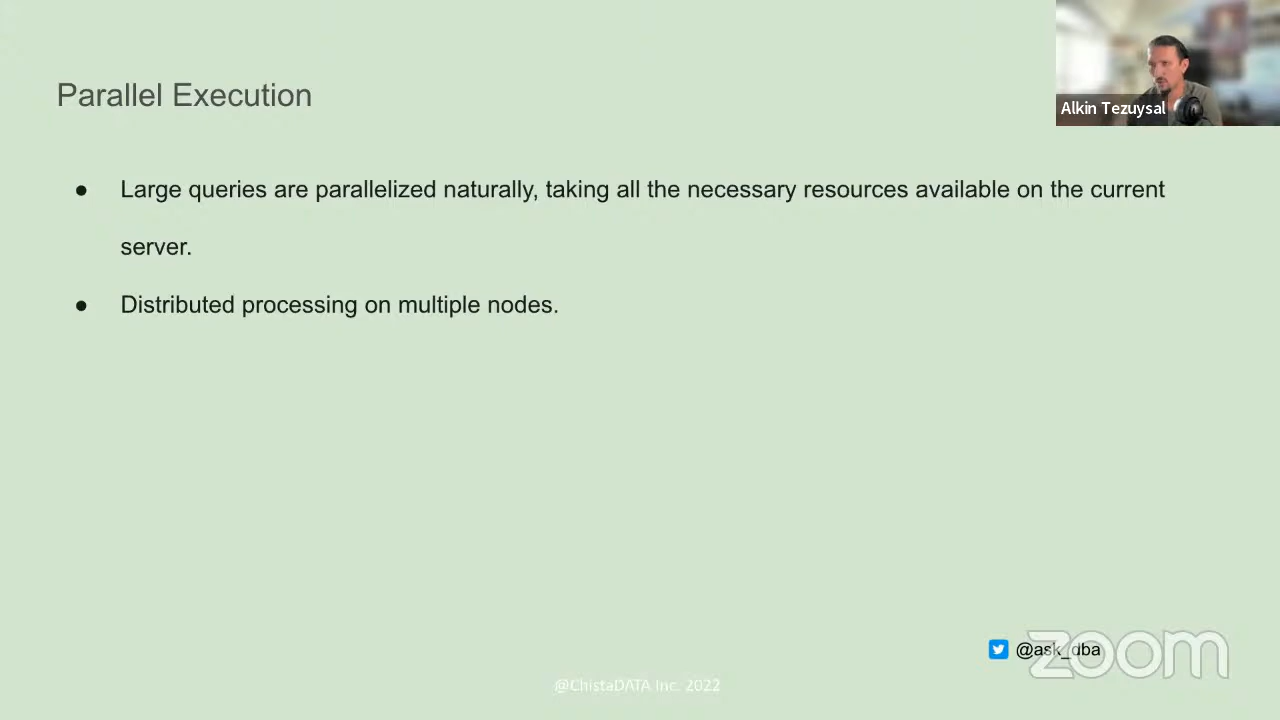 Parallel Execution
Alkin Tezuysal
● Large queries are parallelized naturally, taking all the necessary resources available on the current
server.
● Distributed processing on multiple nodes.
@ask_dba
zoom
@ChistaDATA Inc. 2022